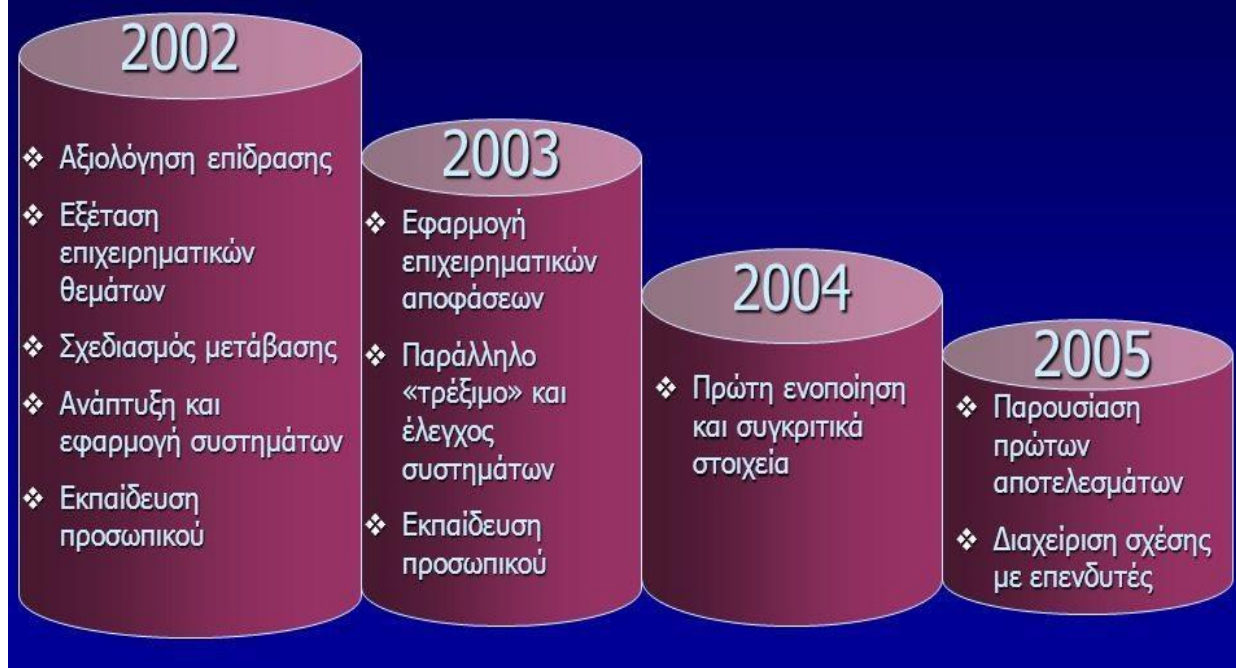 2002
❖ Αξιολόγηση επίδρασης
❖ Εξέταση
επιχειρηματικών
θεμάτων
❖ Σχεδιασμός μετάβασης
❖ Ανάπτυξη και
εφαρμογή συστημάτων
❖ Εκπαίδευση
προσωπικού
2003
❖ Εφαρμογή
επιχειρηματικών
αποφάσεων
❖ Παράλληλο
«τρέξιμο» και
έλεγχος
συστημάτων
❖ Εκπαίδευση
προσωπικού
2004
❖ Πρώτη ενοποίηση
και συγκριτικά
στοιχεία
2005
❖ Παρουσίαση
πρώτων
αποτελεσμάτων
❖ Διαχείριση σχέσης
με επενδυτές